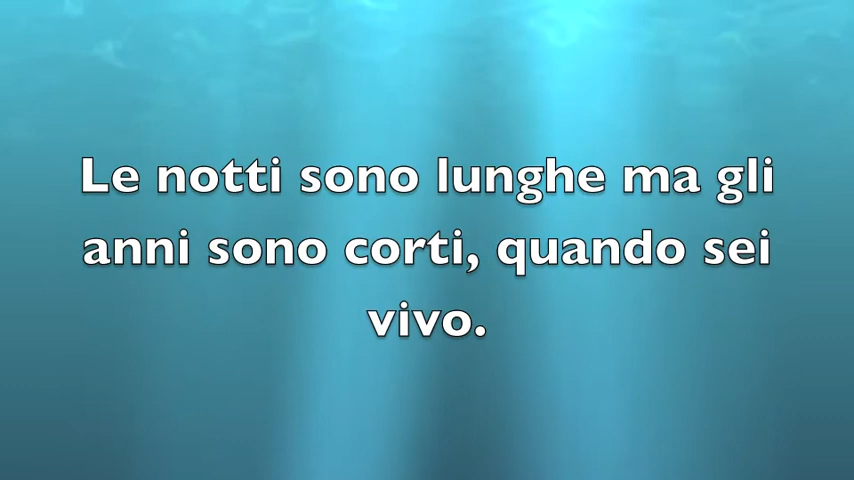 Le notti sono lunghe ma gli
anni sono corti, quando sei
vivo.